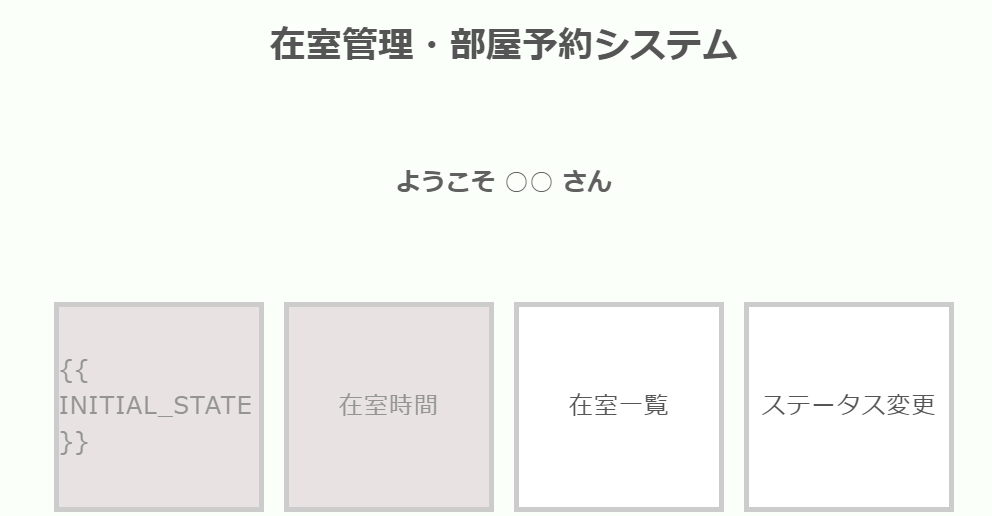 在室管理・部屋予約システム
ようこそ 〇〇 さん
{{
INITIAL_STATE
}}
在室時間
在室一覧
ステータス変更